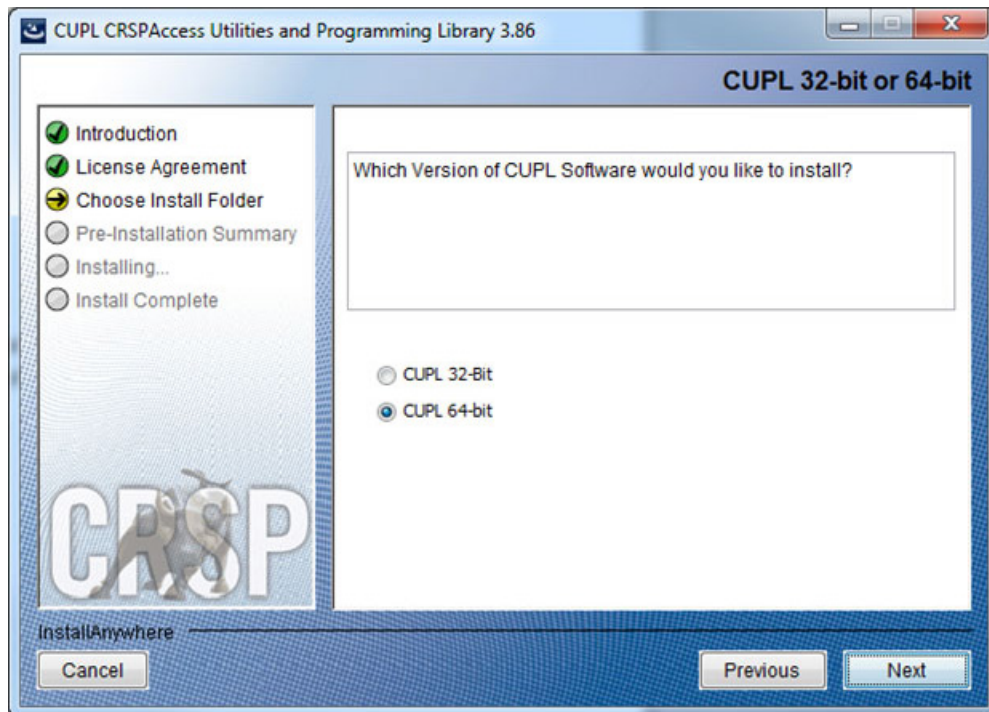 CUPL CRSPAccess Utilities and Programming Library 3.86
CUPL 32-bit or 64-bit
Introduction
License Agreement
Choose Install Folder
Pre-Installation Summary
Installing...
Install Complete
Which Version of CUPL Software would you like to install?
CUPL 32-Bit
CUPL 64-bit
CRSP
InstallAnywhere
Cancel
Previous
Next